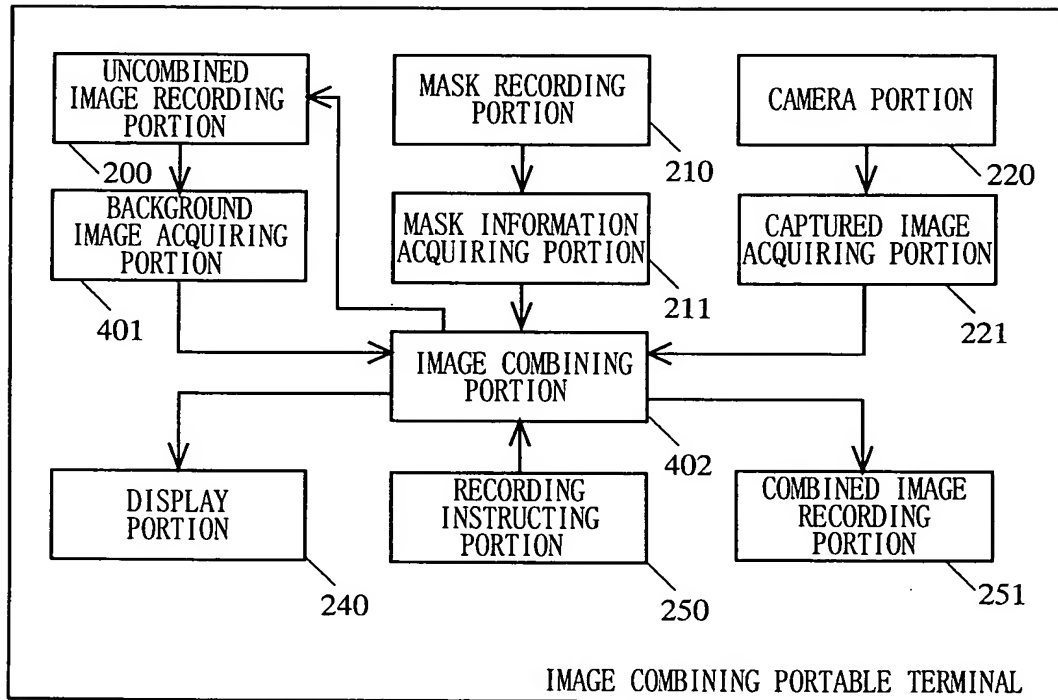 UNCOMBINED
IMAGE RECORDING
PORTION
200
MASK RECORDING
PORTION
210
CAMERA PORTION
220
BACKGROUND
IMAGE ACQUIRING
PORTION
401
MASK INFORMATION
ACQUIRING PORTION
211
CAPTURED IMAGE
ACQUIRING PORTION
221
IMAGE COMBINING
PORTION
402
DISPLAY
PORTION
240
RECORDING
INSTRUCTING
PORTION
250
COMBINED IMAGE
RECORDING
PORTION
251
IMAGE COMBINING PORTABLE TERMINAL